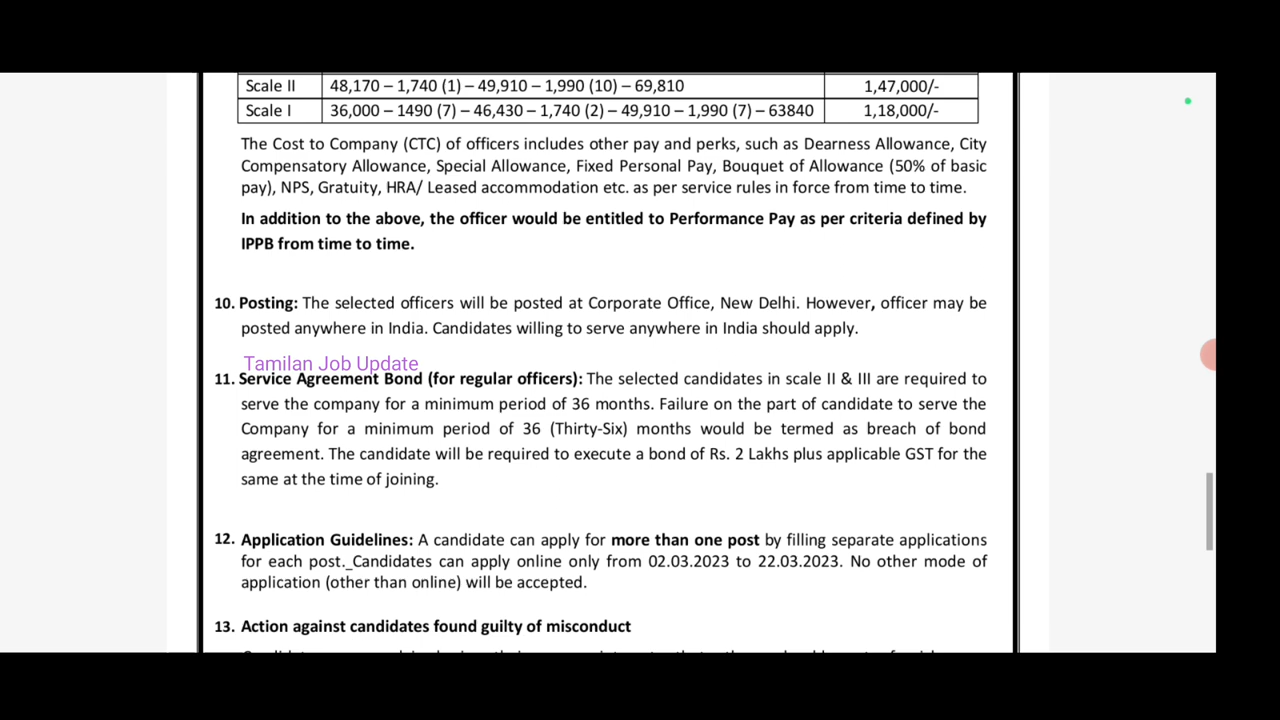 Scale II 48,170 – 1,740 (1) – 49,910 – 1,990 (10) – 69,810 1,47,000/-
Scale I 36,000 – 1490 (7) – 46,430 – 1,740 (2) – 49,910 – 1,990 (7) – 63840 1,18,000/-
The Cost to Company (CTC) of officers includes other pay and perks, such as Dearness Allowance, City
Compensatory Allowance, Special Allowance, Fixed Personal Pay, Bouquet of Allowance (50% of basic
pay), NPS, Gratuity, HRA/ Leased accommodation etc. as per service rules in force from time to time.
In addition to the above, the officer would be entitled to Performance Pay as per criteria defined by
IPPB from time to time.
10. Posting: The selected officers will be posted at Corporate Office, New Delhi. However, officer may be
posted anywhere in India. Candidates willing to serve anywhere in India should apply.
Tamilan Job Update
11. Service Agreement Bond (for regular officers): The selected candidates in scale II & III are required to
serve the company for a minimum period of 36 months. Failure on the part of candidate to serve the
Company for a minimum period of 36 (Thirty-Six) months would be termed as breach of bond
agreement. The candidate will be required to execute a bond of Rs. 2 Lakhs plus applicable GST for the
same at the time of joining.
12. Application Guidelines: A candidate can apply for more than one post by filling separate applications
for each post._Candidates can apply online only from 02.03.2023 to 22.03.2023. No other mode of
application (other than online) will be accepted.
13. Action against candidates found guilty of misconduct